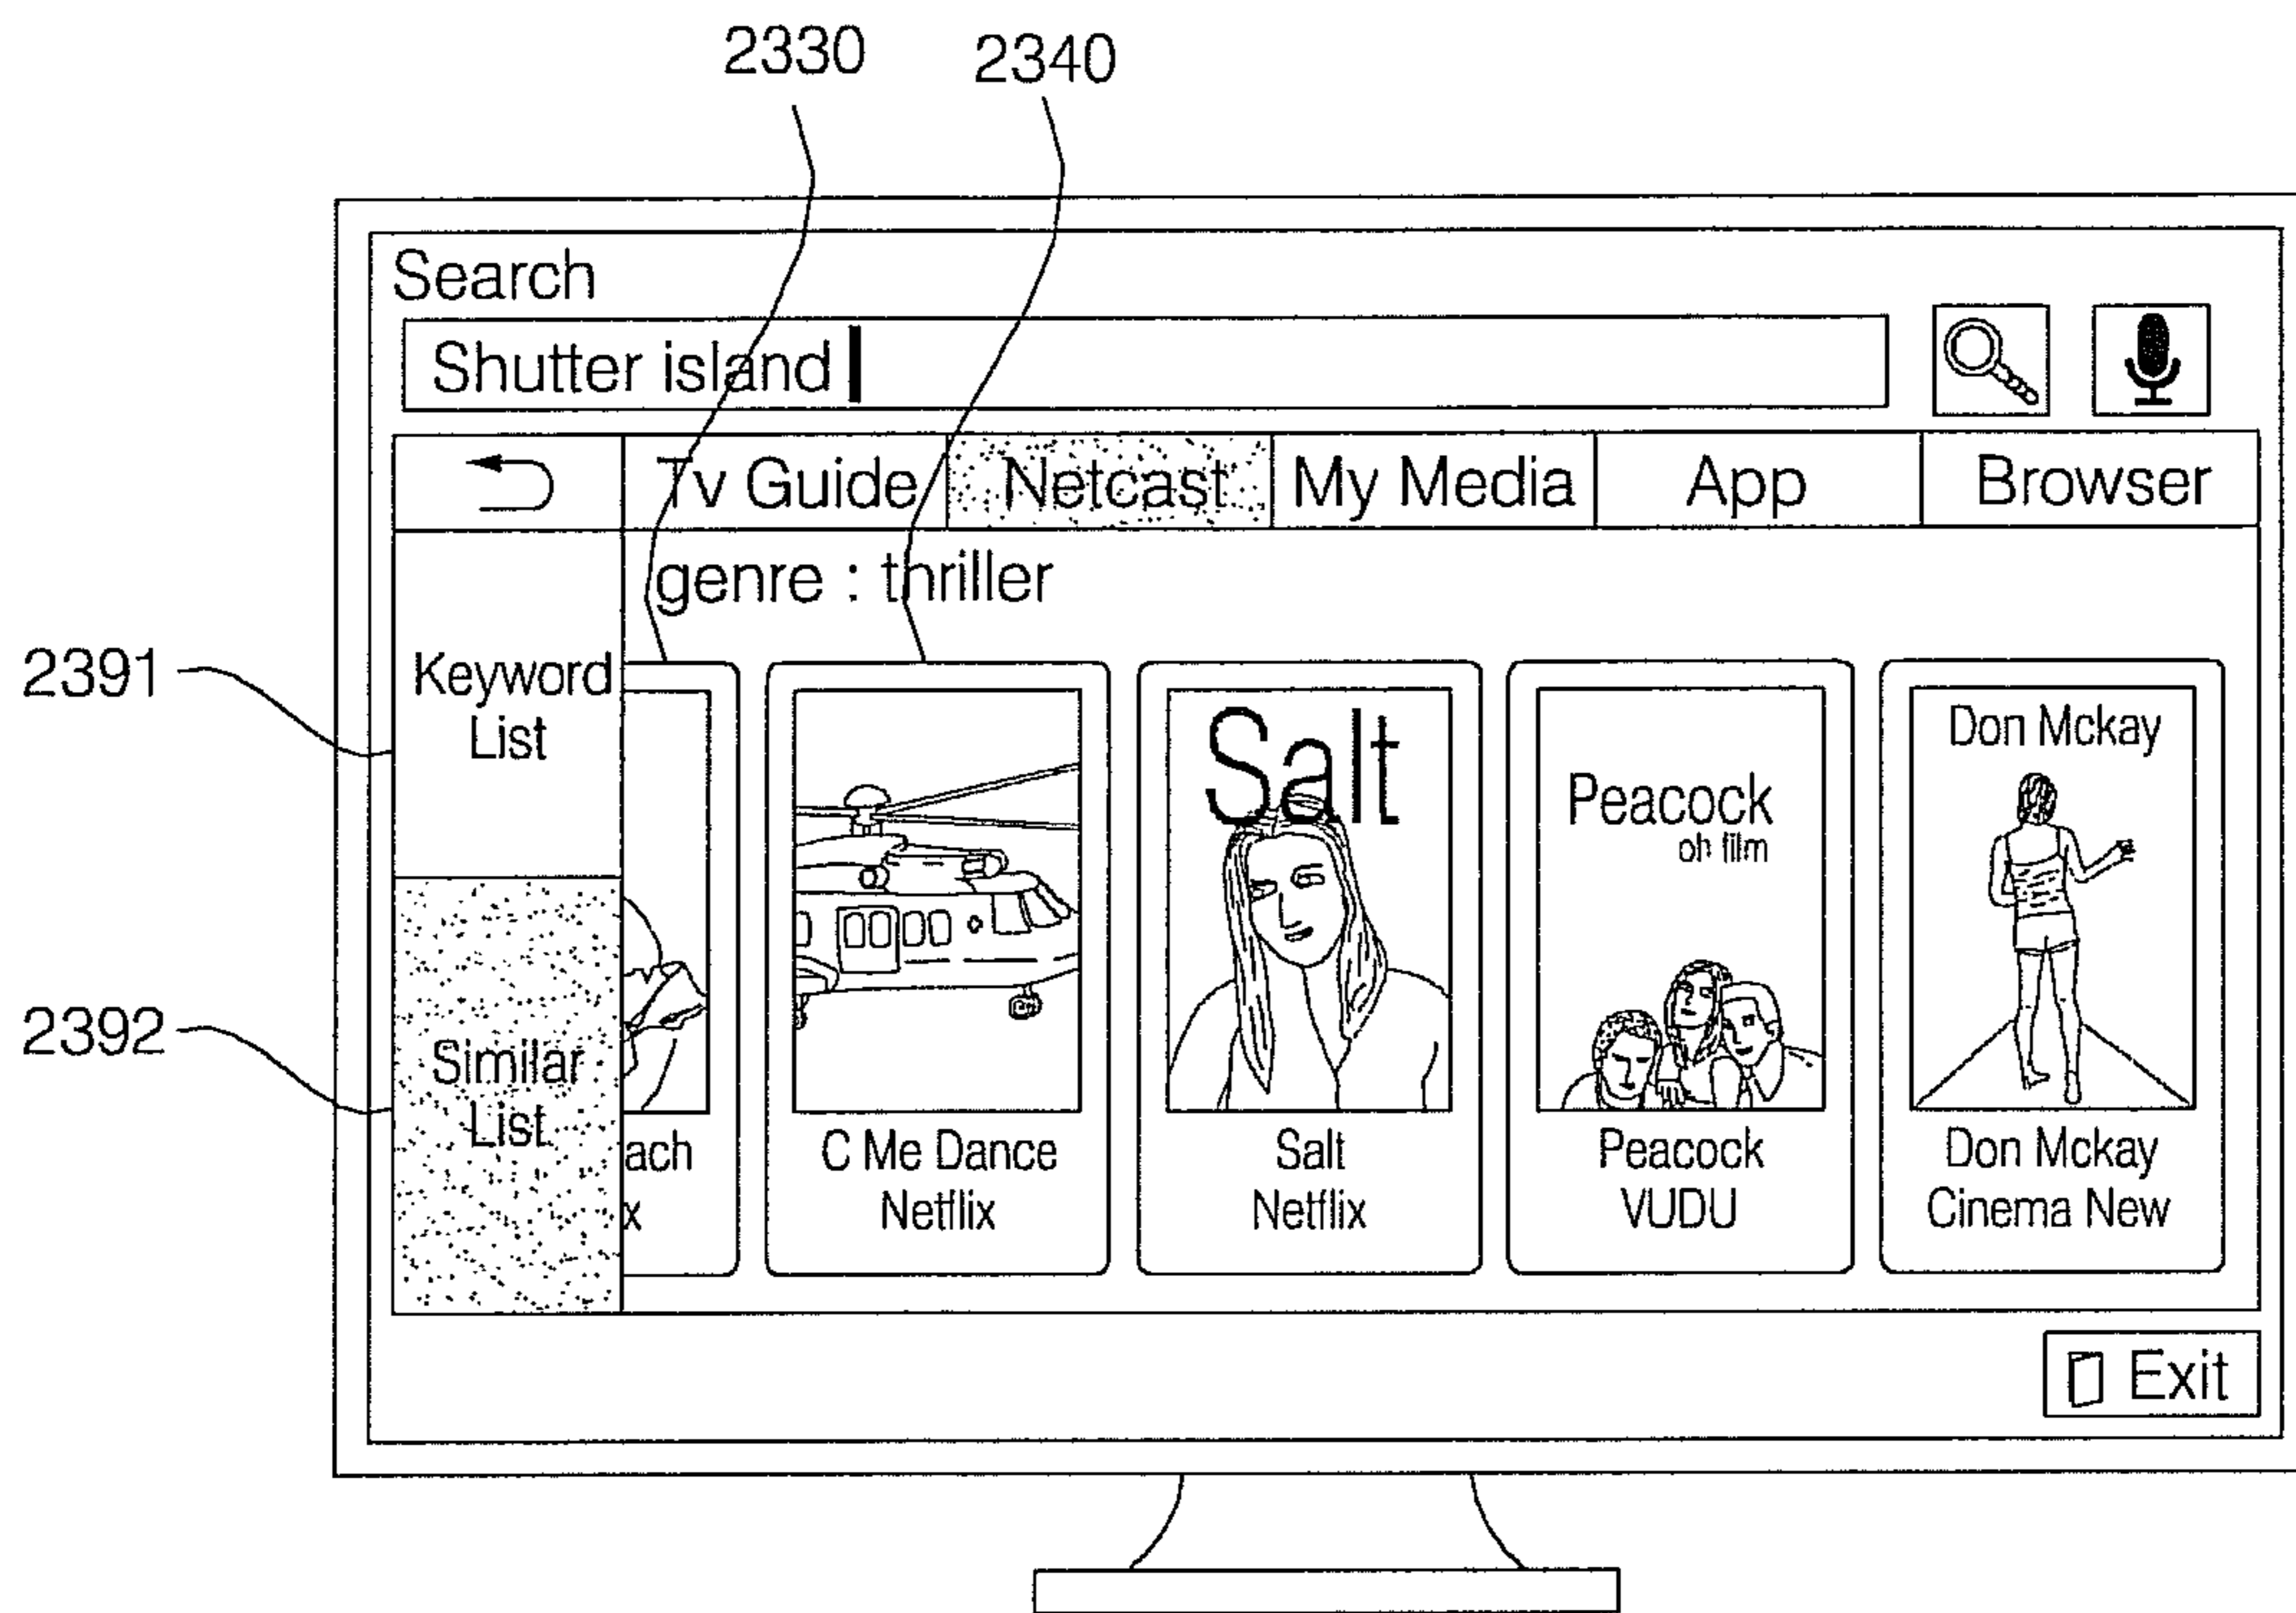 2330 2340
Search
Shutter island
Tv Guide Netcast My Media App Browser
genre : thriller
2391
Keyword
List
2392
Similar
List
ach
x
C Me Dance
Netflix
Salt
Salt
Netflix
Peacock
oh film
Peacock
VUDU
Don Mckay
Don Mckay
Cinema New
Exit